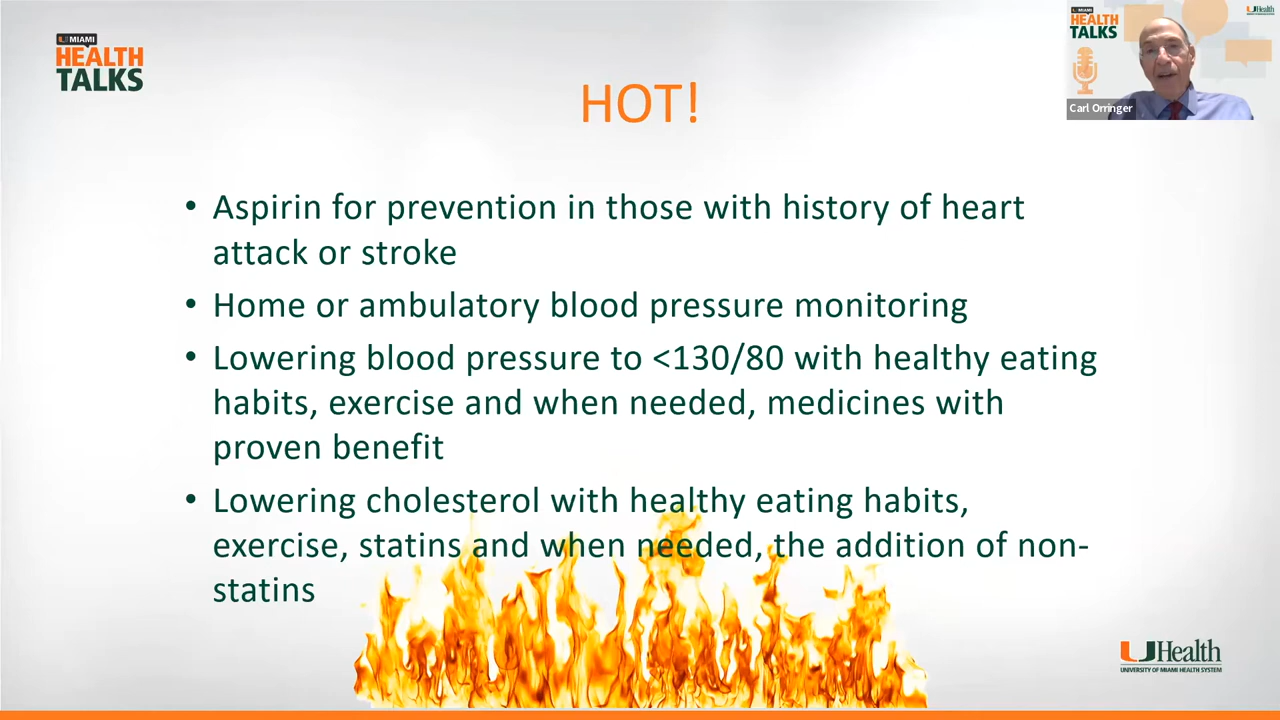 U MIAMI
HEALTH
TALKS
HOT!
• Aspirin for prevention in those with history of heart
attack or stroke
• Home or ambulatory blood pressure monitoring
• Lowering blood pressure to <130/80 with healthy eating
habits, exercise and when needed, medicines with
proven benefit
• Lowering cholesterol with healthy eating habits,
exercise, statins and when needed, the addition of non-
statins
MIAMI
HEALTH
TALKS
UHealth
Carl Orringer
UHealth
UNIVERSITY OF MIAMI HEALTH SYSTEM